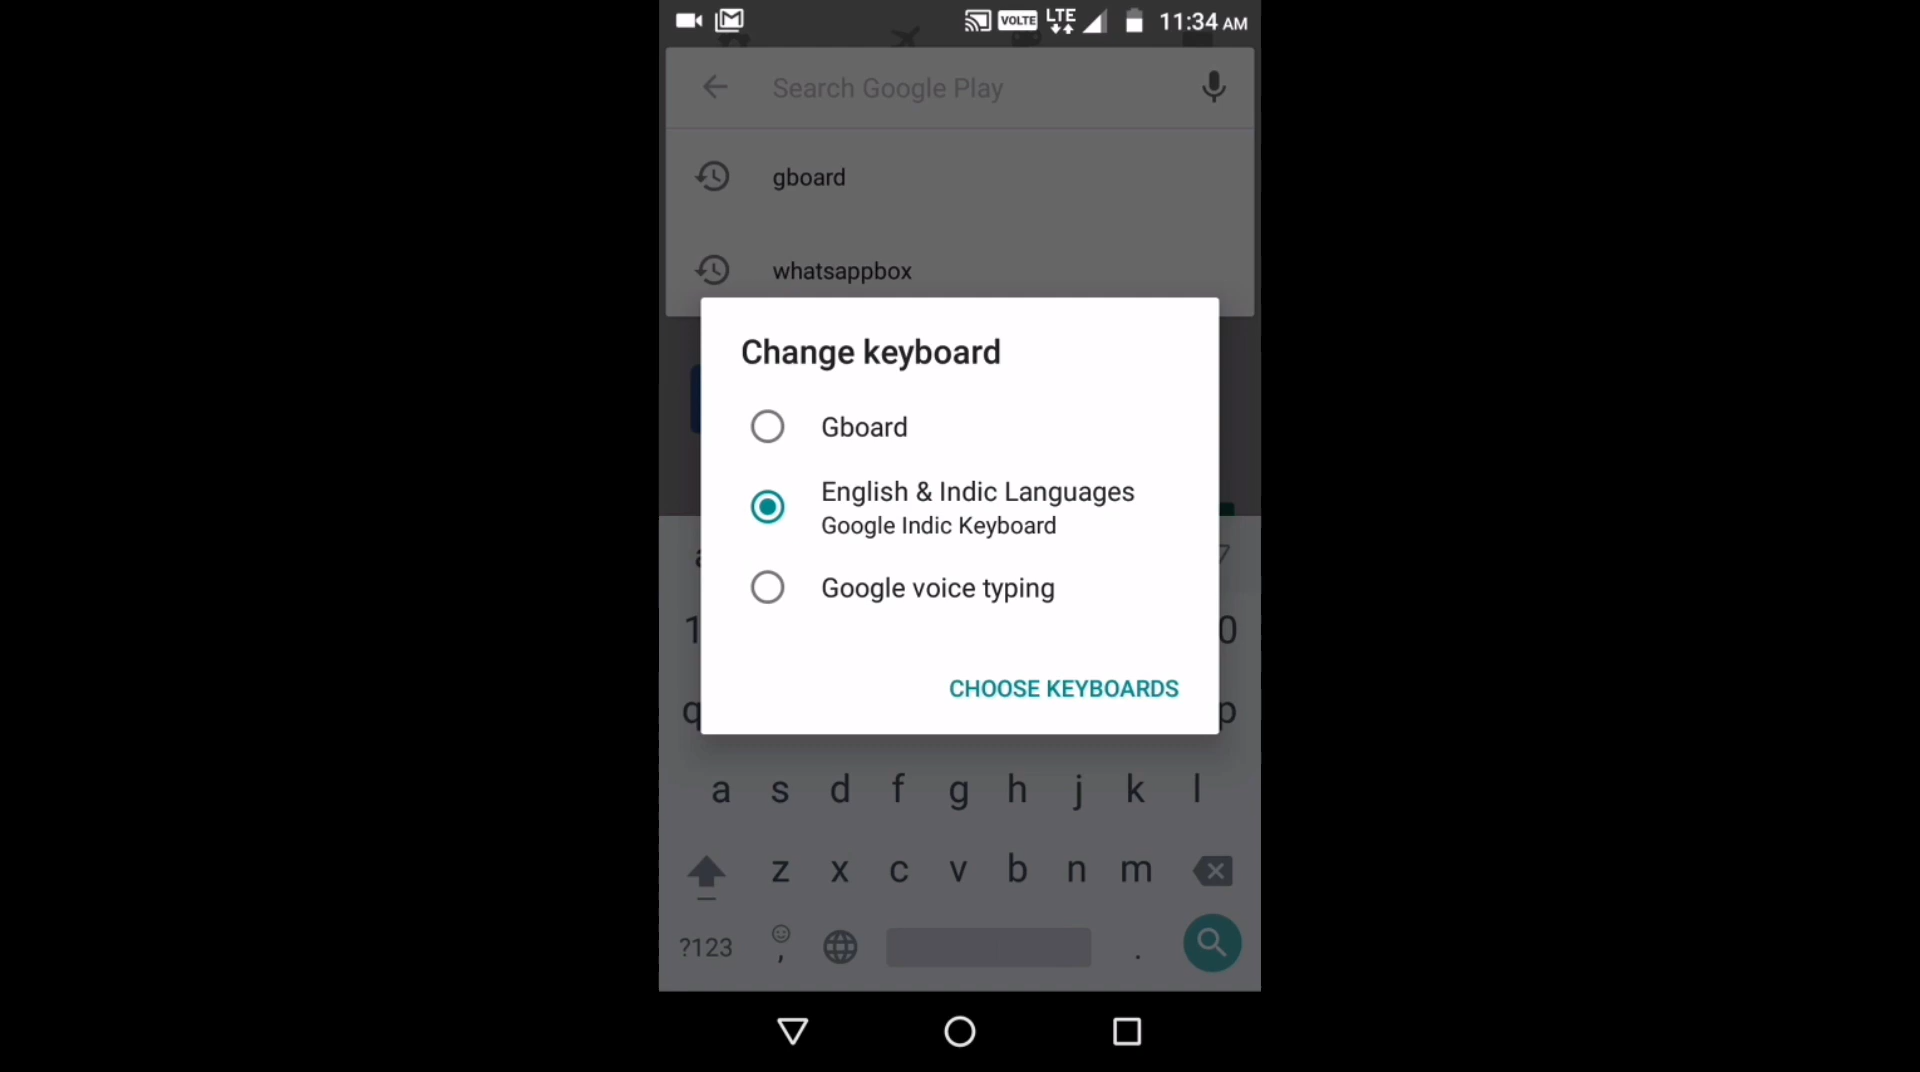 VOLTE LTE 11:34 AM
Search Google Play
gboard
whatsappbox
Change keyboard
Gboard
English & Indic Languages
Google Indic Keyboard
Google voice typing
CHOOSE KEYBOARDS
1 0
q p
a s d f g h j k l
z x c v b n m
?123 , .